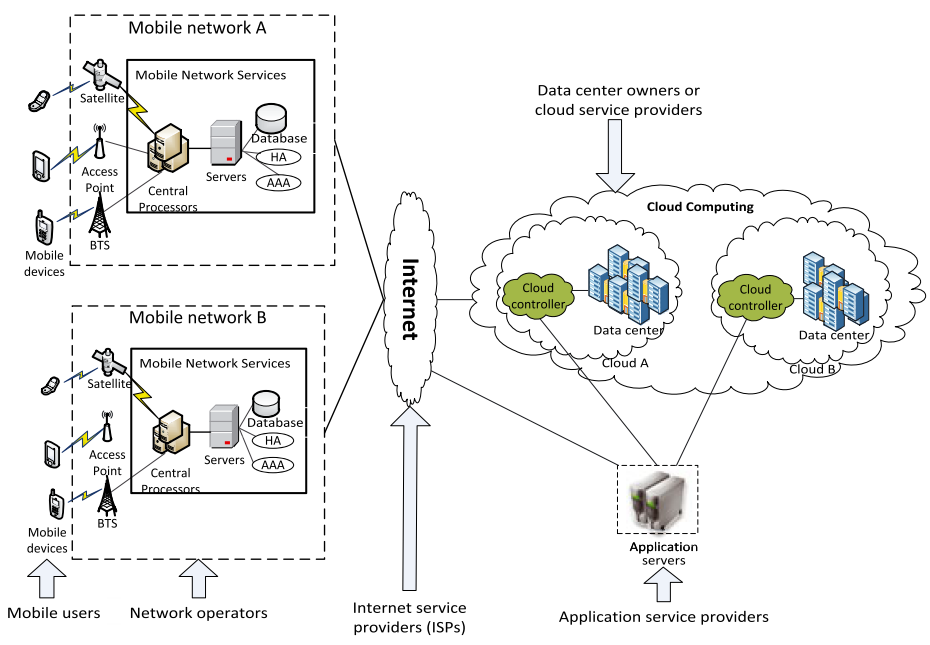 Mobile network A
Mobile Network Services
Satellite
Database
HA
AAA
Access
Point
Servers
Central
Processors
BTS
Mobile
devices
Mobile network B
Mobile Network Services
Satellite
Database
HA
AAA
Access
Point
Servers
Central
Processors
BTS
Mobile
devices
Mobile users
Network operators
Internet
Internet service
providers (ISPs)
Data center owners or
cloud service providers
Cloud Computing
Cloud
controller
Data center
Cloud A
Cloud
controller
Data center
Cloud B
Application
servers
Application service providers